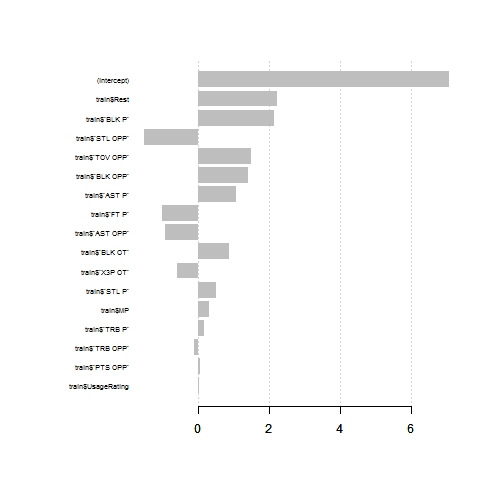 (Intercept)
train$Rest
train$`BLK P`
train$`STL OPP`
train$`TOV OPP`
train$`BLK OPP`
train$`AST P`
train$`FT P`
train$`AST OPP`
train$`BLK OT`
train$`X3P OT`
train$`STL P`
train$MP
train$`TRB P`
train$`TRB OPP`
train$`PTS OPP`
train$UsageRating
0 2 4 6